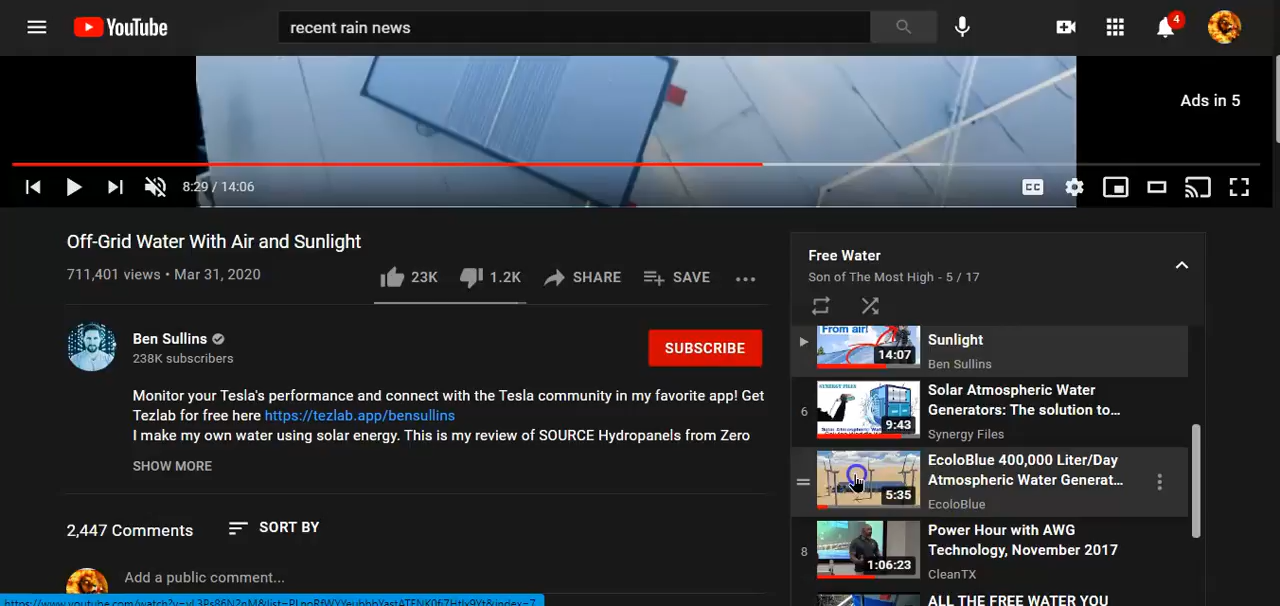 YouTube
recent rain news
4
Ads in 5
8:29 / 14:06
CC
Off-Grid Water With Air and Sunlight
711,401 views • Mar 31, 2020
23K
1.2K
SHARE
SAVE
Ben Sullins
238K subscribers
SUBSCRIBE
Monitor your Tesla's performance and connect with the Tesla community in my favorite app! Get
Tezlab for free here https://tezlab.app/bensullins
I make my own water using solar energy. This is my review of SOURCE Hydropanels from Zero
SHOW MORE
2,447 Comments
SORT BY
Add a public comment...
Free Water
Son of The Most High - 5 / 17
From air!
14:07
Sunlight
Ben Sullins
6
SYNERGY FILES
9:43
Solar Atmospheric Water
Generators: The solution to...
Synergy Files
5:35
EcoloBlue 400,000 Liter/Day
Atmospheric Water Generat...
EcoloBlue
8
1:06:23
Power Hour with AWG
Technology, November 2017
CleanTX
ALL THE FREE WATER YOU